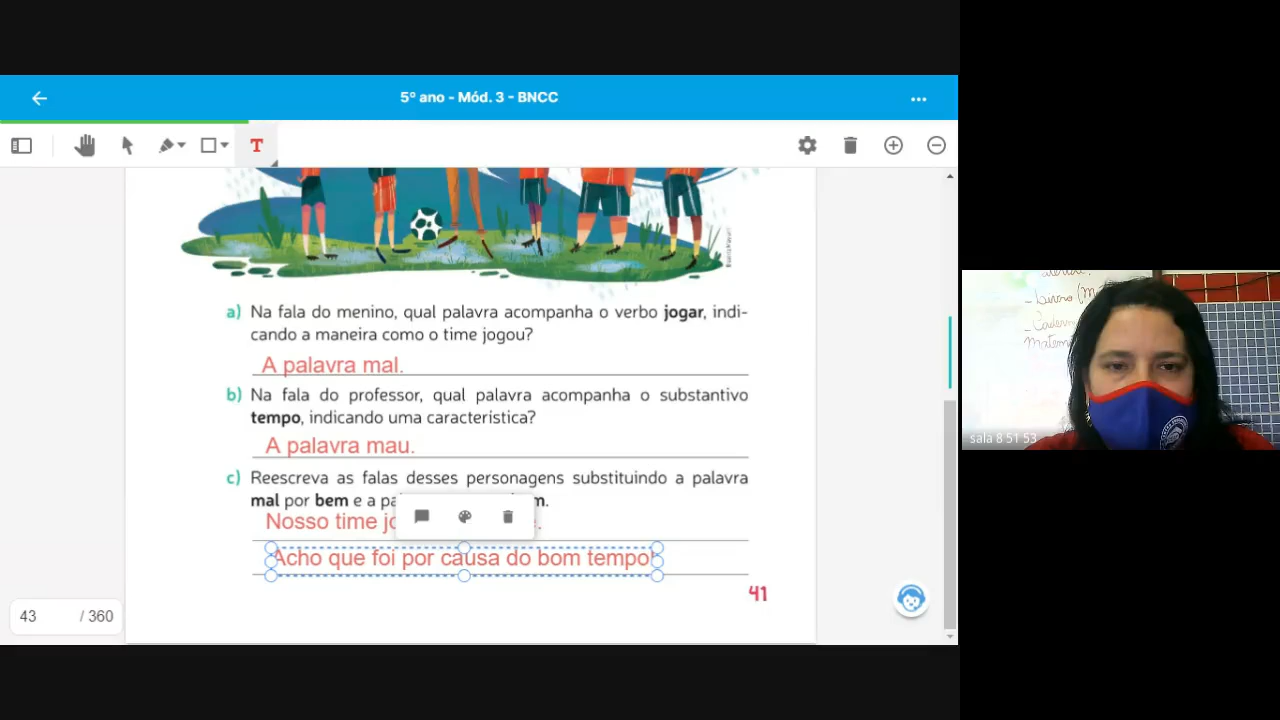 5º ano - Mód. 3 - BNCC
T
a) Na fala do menino, qual palavra acompanha o verbo jogar, indi-
cando a maneira como o time jogou?
A palavra mal.
b) Na fala do professor, qual palavra acompanha o substantivo
tempo, indicando uma característica?
A palavra mau.
c) Reescreva as falas desses personagens substituindo a palavra
mal por bem e a
Nosso time
Acho que foi por causa do bom tempo!
41
43 / 360
sala 8 51 53